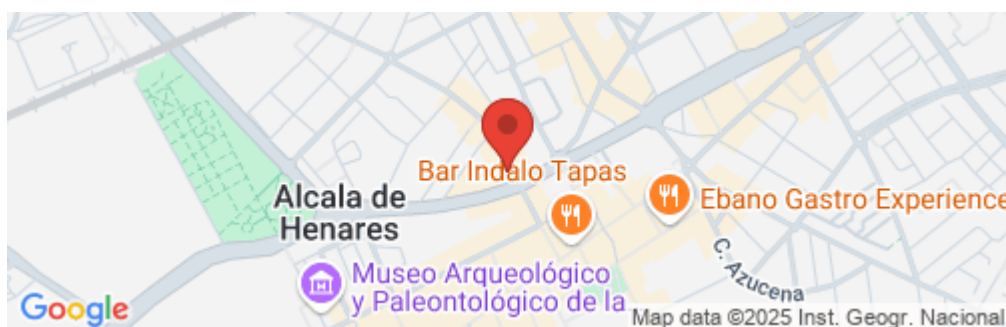 Bar Indalo Tapas
Alcala de
Henares
Ebano Gastro Experience
C. Azucena
Museo Arqueológico
y Paleontológico de la
Google
Map data ©2025 Inst. Geogr. Nacional